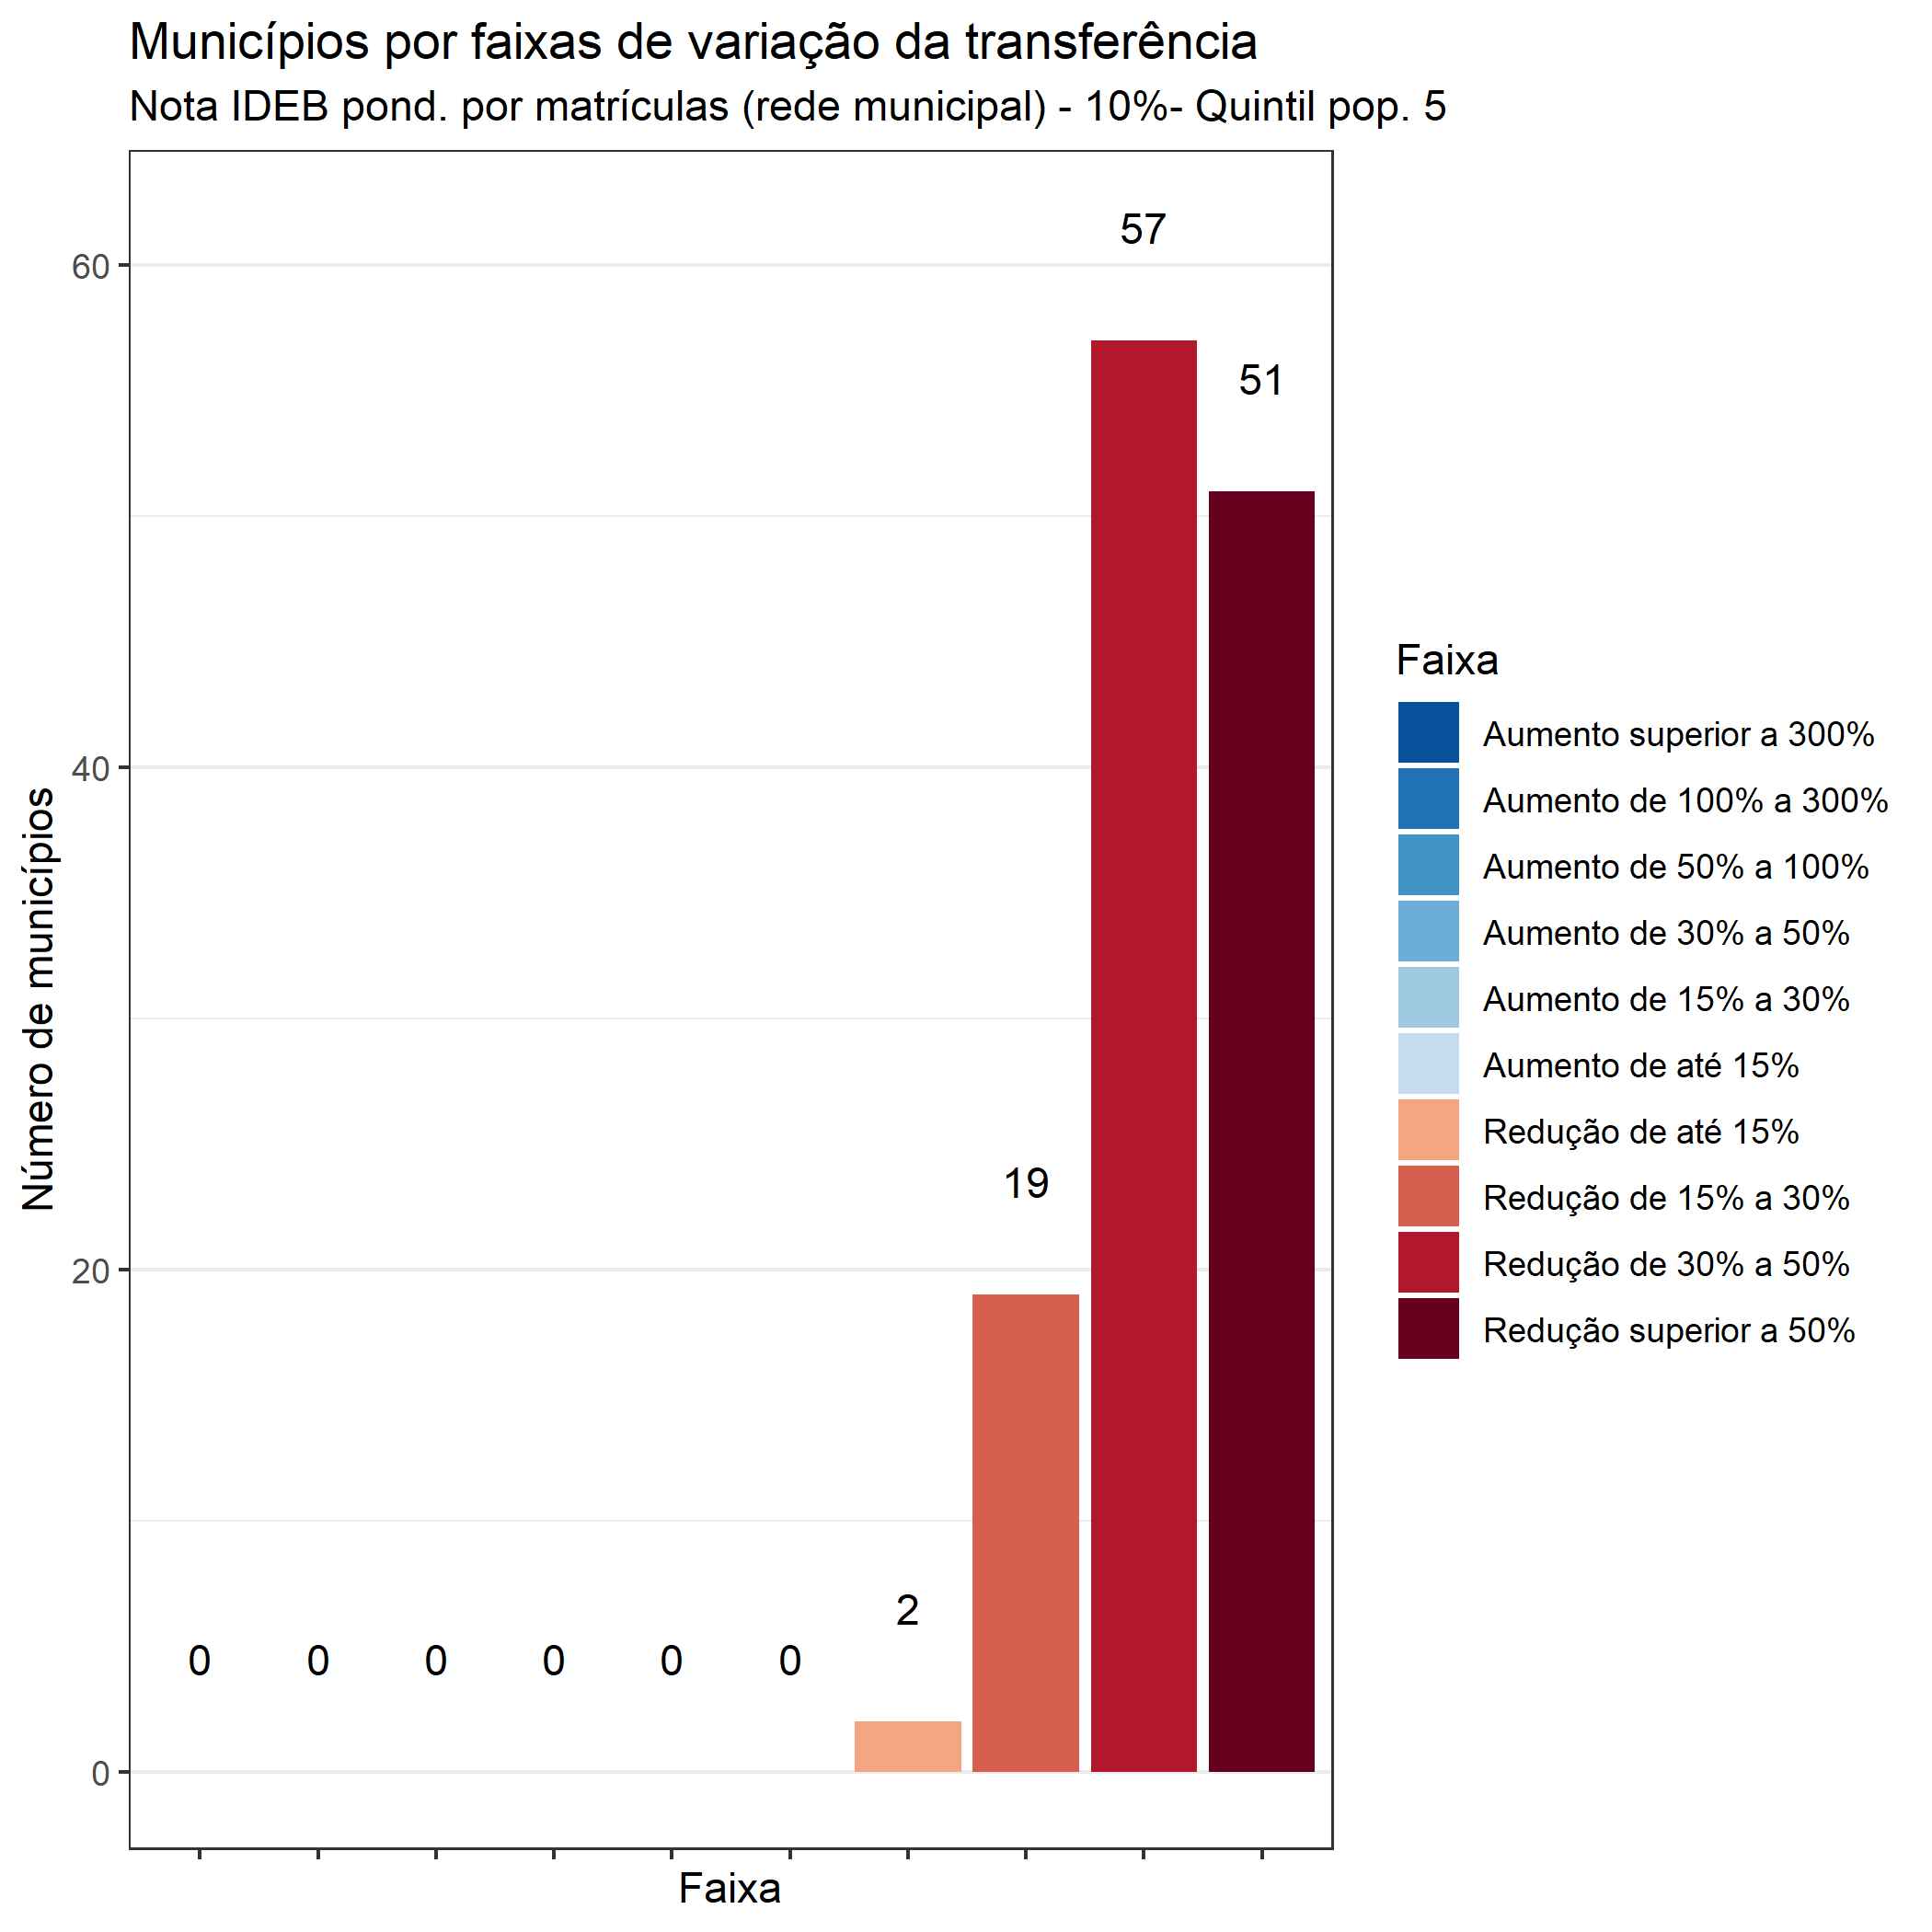 Municípios por faixas de variação da transferência
Nota IDEB pond. por matrículas (rede municipal) - 10%- Quintil pop. 5
Número de municípios
60
40
20
0
57
51
19
2
0 0 0 0 0 0
Faixa
Faixa
Aumento superior a 300%
Aumento de 100% a 300%
Aumento de 50% a 100%
Aumento de 30% a 50%
Aumento de 15% a 30%
Aumento de até 15%
Redução de até 15%
Redução de 15% a 30%
Redução de 30% a 50%
Redução superior a 50%